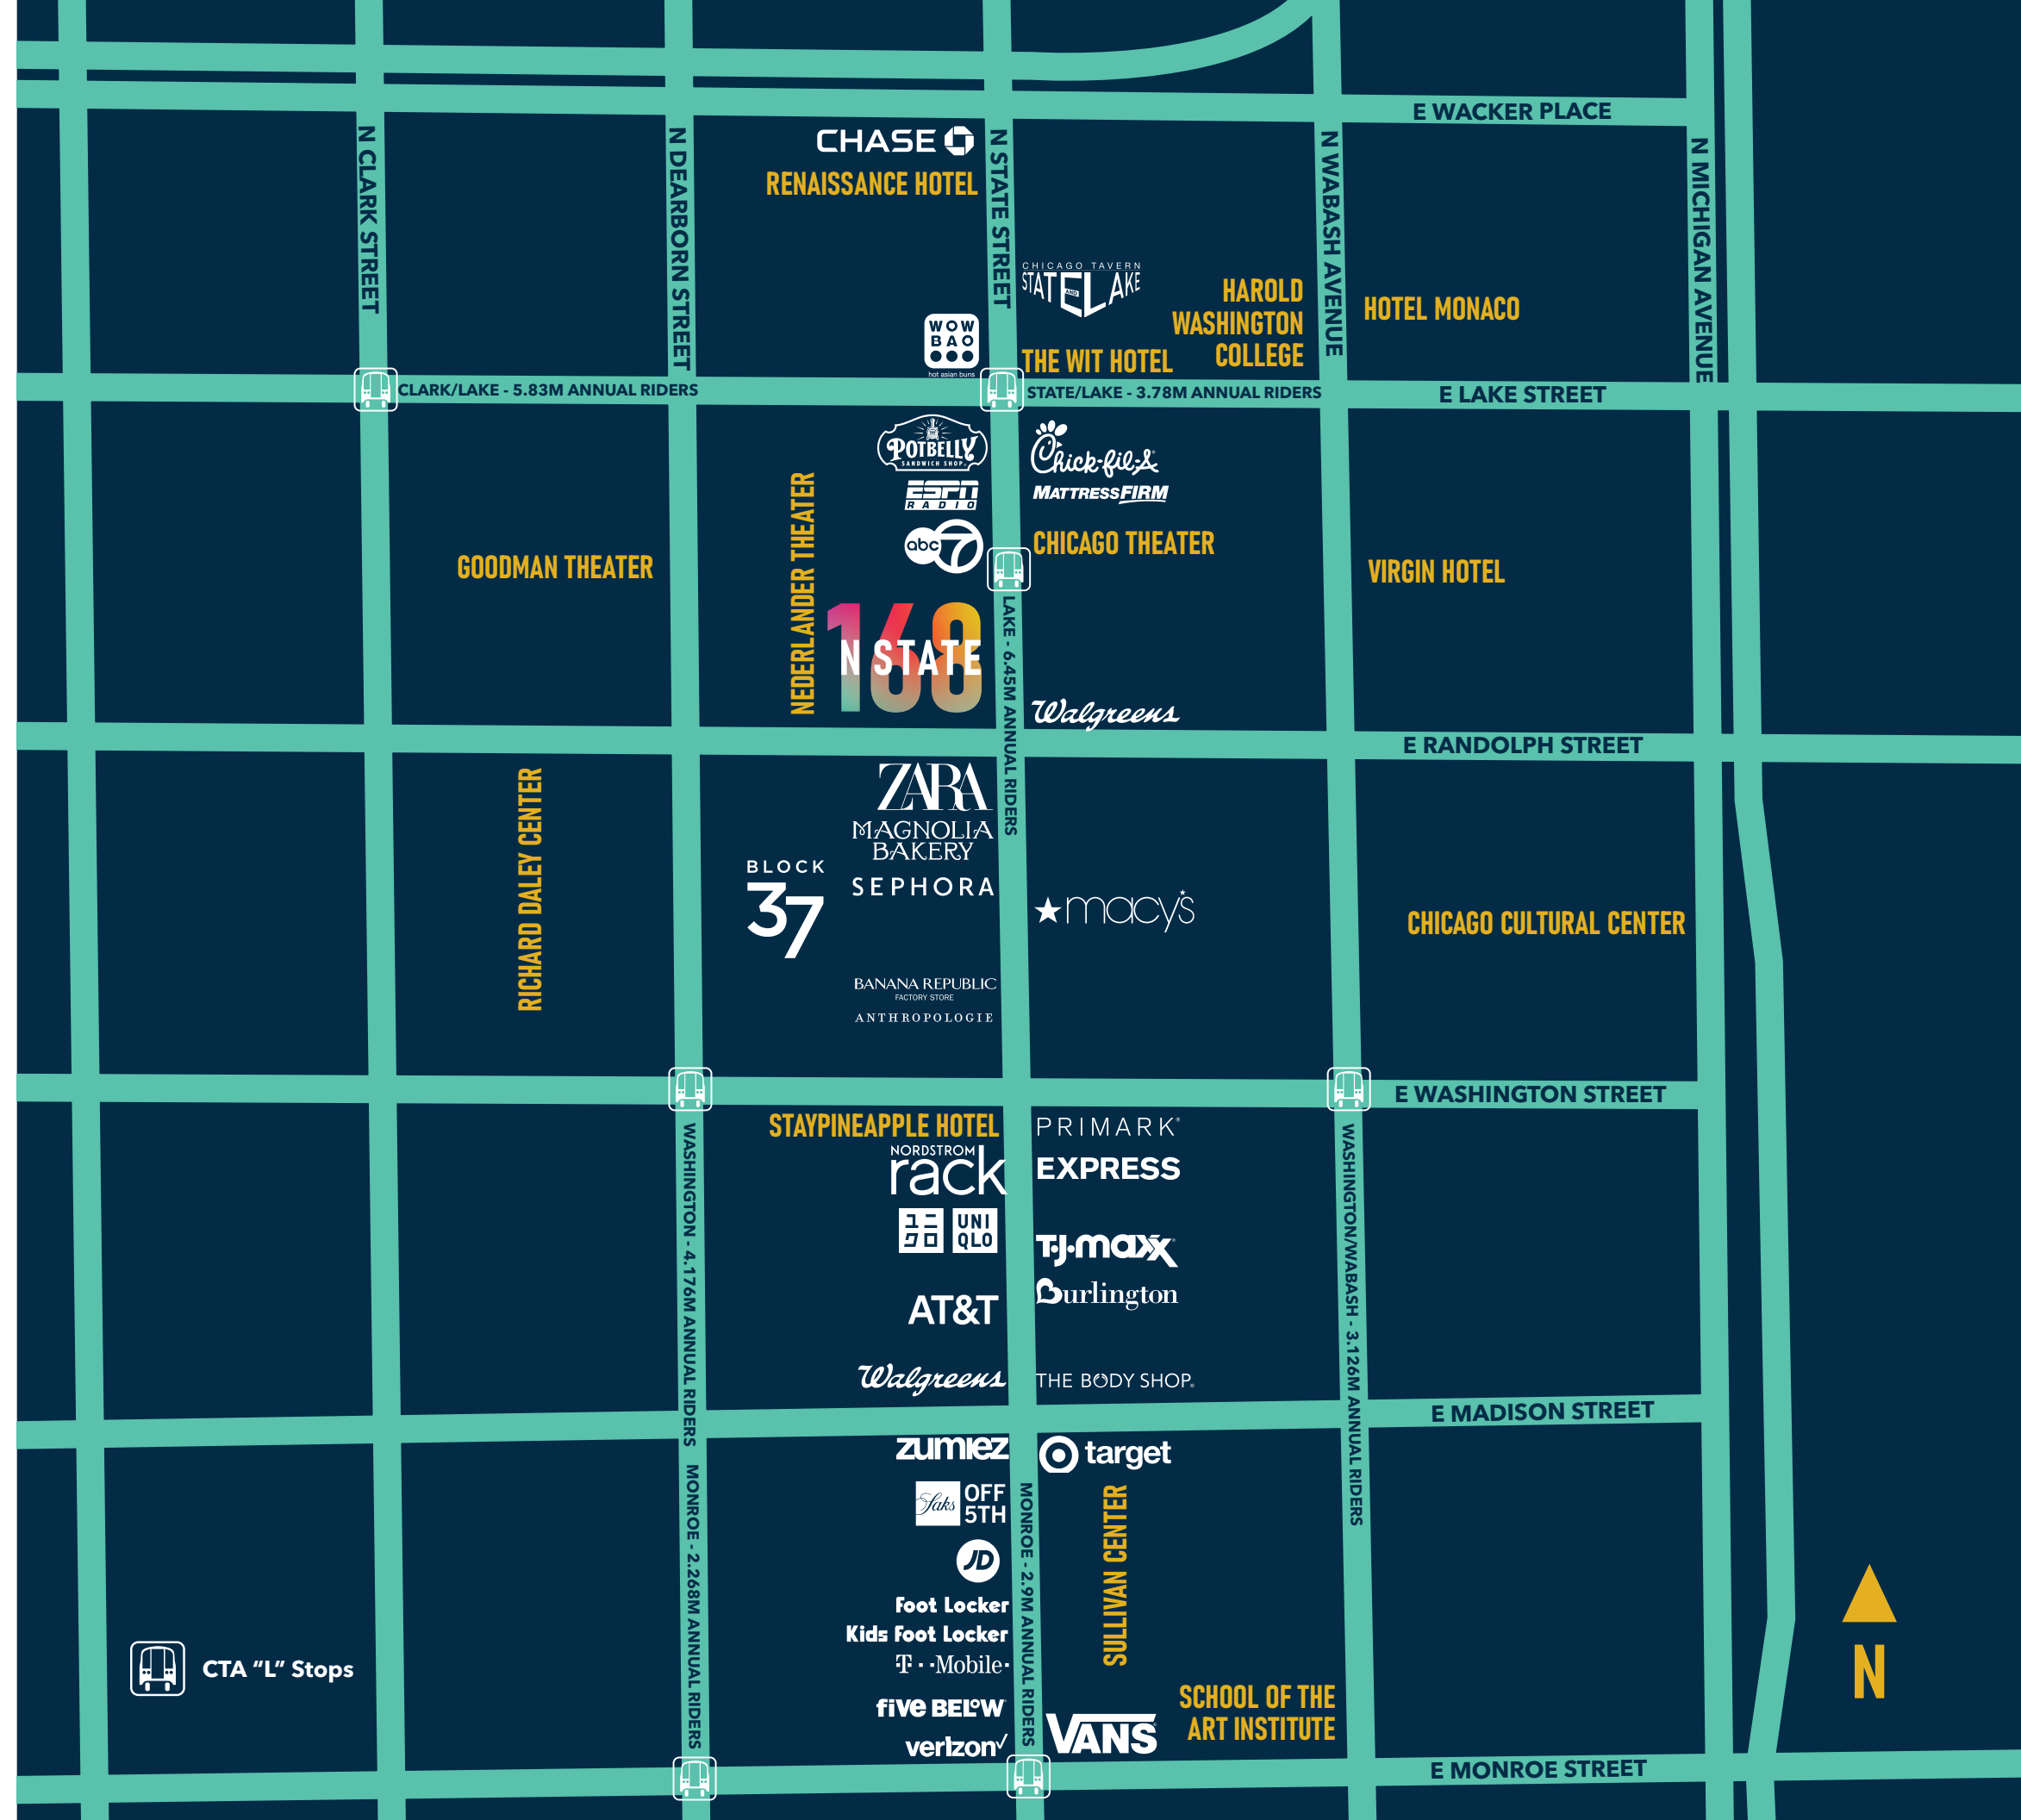 E WACKER PLACE
N CLARK STREET
N DEARBORN STREET
N STATE STREET
N WABASH AVENUE
N MICHIGAN AVENUE
CHASE
RENAISSANCE HOTEL
CHICAGO TAVERN
STATE AND LAKE
HAROLD
WASHINGTON
COLLEGE
HOTEL MONACO
WOW
BAO
hot asian buns
THE WIT HOTEL
CLARK/LAKE - 5.83M ANNUAL RIDERS
STATE/LAKE - 3.78M ANNUAL RIDERS
E LAKE STREET
POTBELLY
SANDWICH SHOP
Chick-fil-A
ESPN
RADIO
MATTRESSFIRM
abc 7
CHICAGO THEATER
GOODMAN THEATER
NEDERLANDER THEATER
VIRGIN HOTEL
168
N STATE
LAKE - 6.45M ANNUAL RIDERS
Walgreens
E RANDOLPH STREET
RICHARD DALEY CENTER
ZARA
MAGNOLIA
BAKERY
BLOCK
37
SEPHORA
macy's
CHICAGO CULTURAL CENTER
BANANA REPUBLIC
FACTORY STORE
ANTHROPOLOGIE
E WASHINGTON STREET
STAYPINEAPPLE HOTEL
PRIMARK®
NORDSTROM
rack
EXPRESS
WASHINGTON - 4.176M ANNUAL RIDERS
WASHINGTON/WABASH - 3.126M ANNUAL RIDERS
ユニ
クロ
UNI
QLO
T.J.maxx
Burlington
AT&T
Walgreens
THE BODY SHOP®
E MADISON STREET
zumiez
target
MONROE - 2.268M ANNUAL RIDERS
MONROE - 2.9M ANNUAL RIDERS
saks
OFF
5TH
SULLIVAN CENTER
JD
Foot Locker
Kids Foot Locker
T··Mobile·
CTA “L” Stops
five BELOW
SCHOOL OF THE
ART INSTITUTE
verizon✓
VANS
N
E MONROE STREET